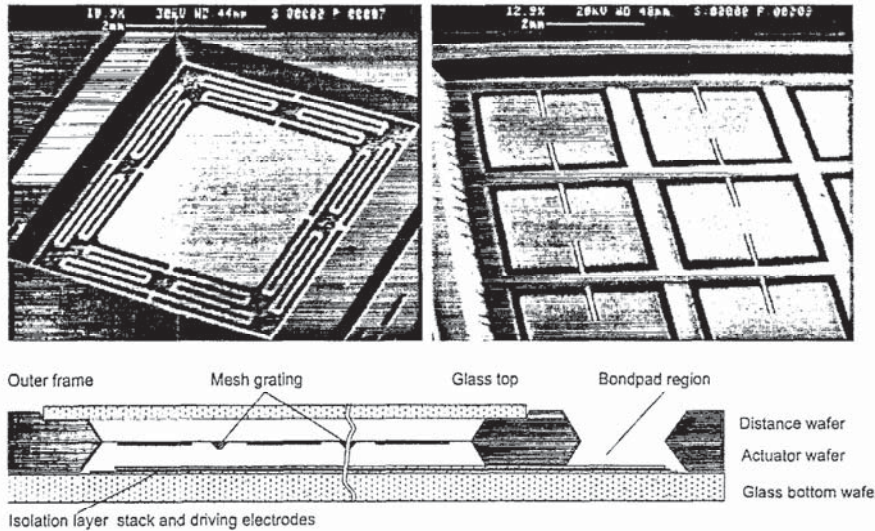 2mm
2mm
Outer frame
Mesh grating
Glass top
Bondpad region
Distance wafer
Actuator wafer
Glass bottom wafe
Isolation layer stack and driving electrodes